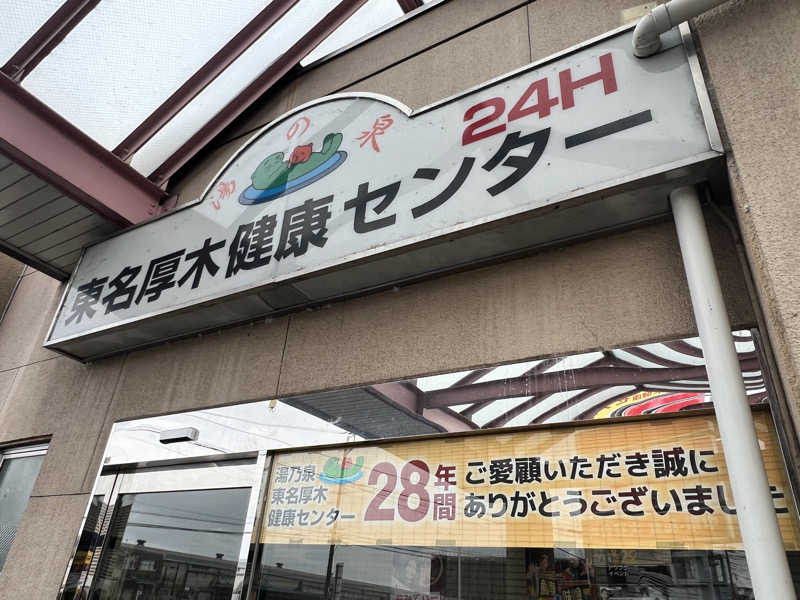 湯の泉
24H
東名厚木健康センター
湯乃泉
東名厚木
健康センター
28年間
ご愛顧いただき誠に
ありがとうございました